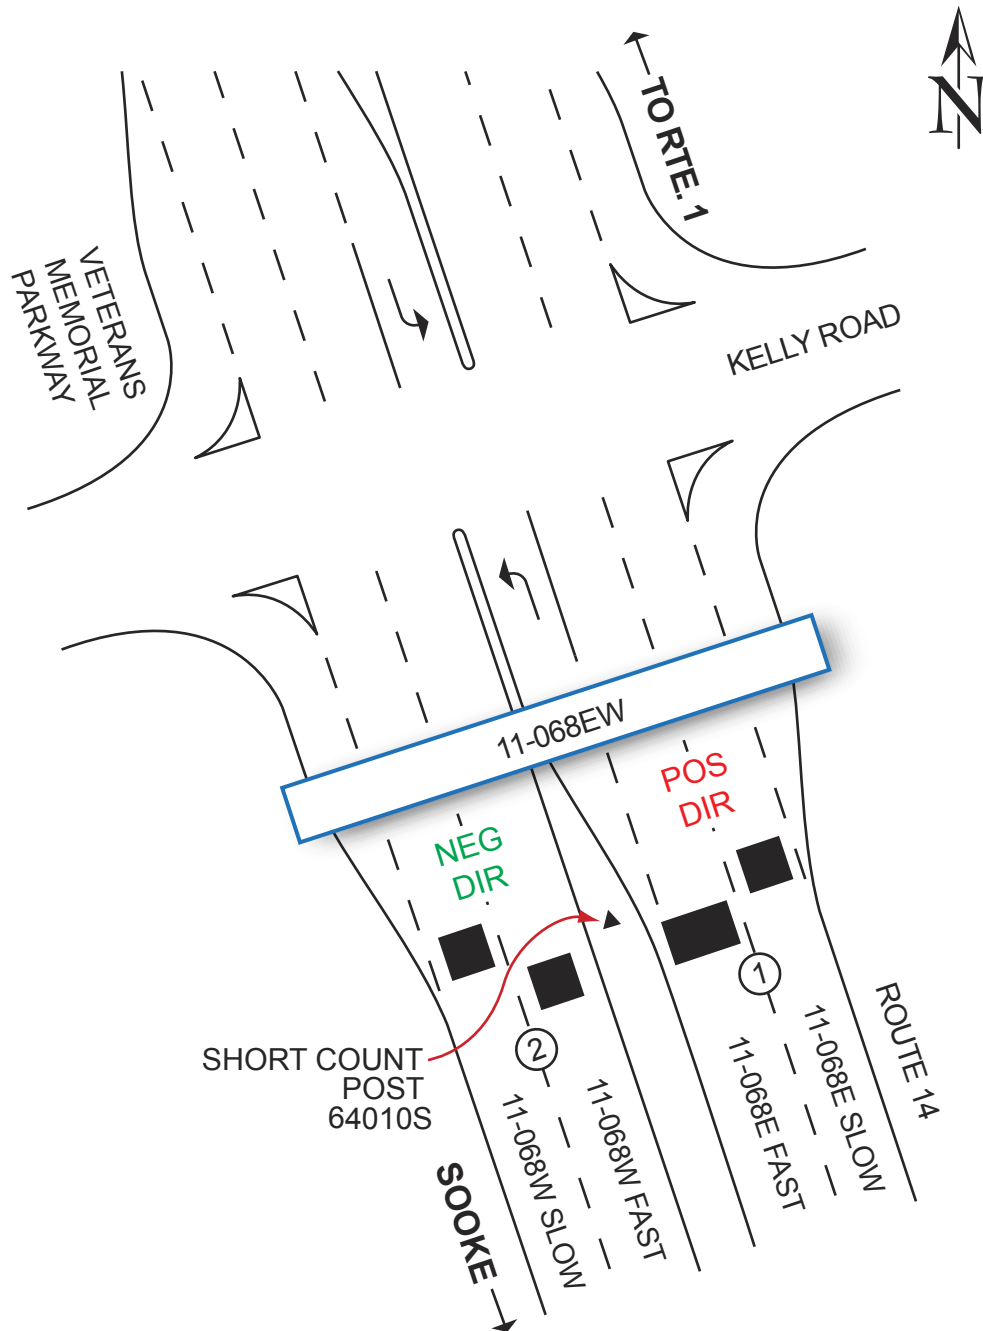 N
TO RTE. 1
VETERANS
MEMORIAL
PARKWAY
KELLY ROAD
11-068EW
POS
DIR
NEG
DIR
1
2
SHORT COUNT
POST
64010S
ROUTE 14
11-068E SLOW
11-068E FAST
11-068W FAST
11-068W SLOW
SOOKE